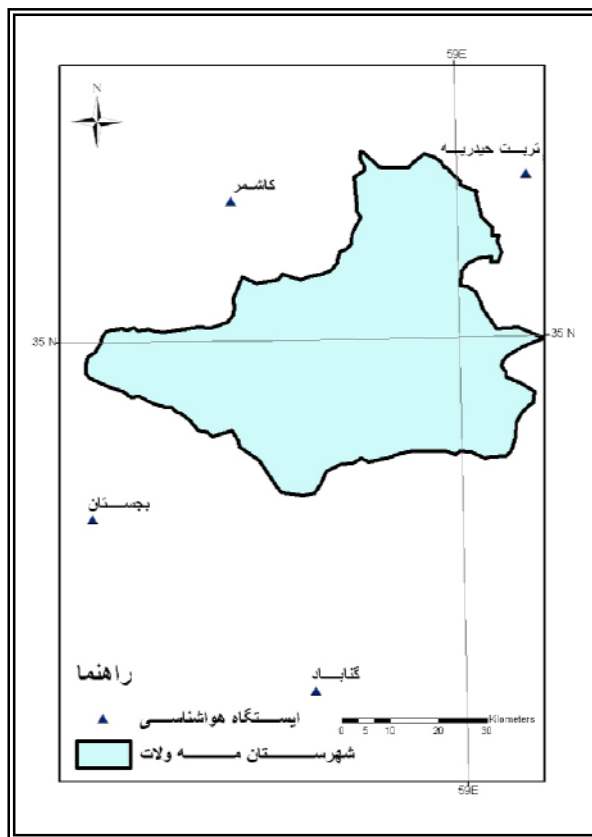 59E
N
تربت حیدریه
کاشمر
35 N
35 N
بجستان
گناباد
راهنما
ایستگاه هواشناسی
شهرستان مه ولات
Kilometers
0 5 10 20 30
59E